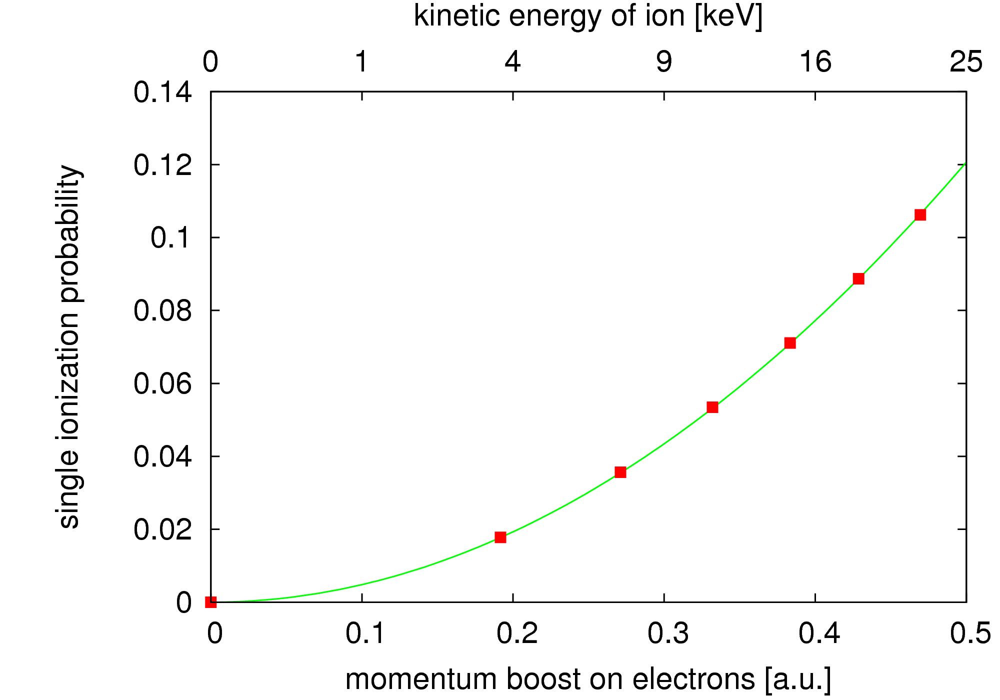 kinetic energy of ion [keV]
0 1 4 9 16 25
0.14
0.12
0.1
0.08
0.06
0.04
0.02
0
single ionization probability
0 0.1 0.2 0.3 0.4 0.5
momentum boost on electrons [a.u.]